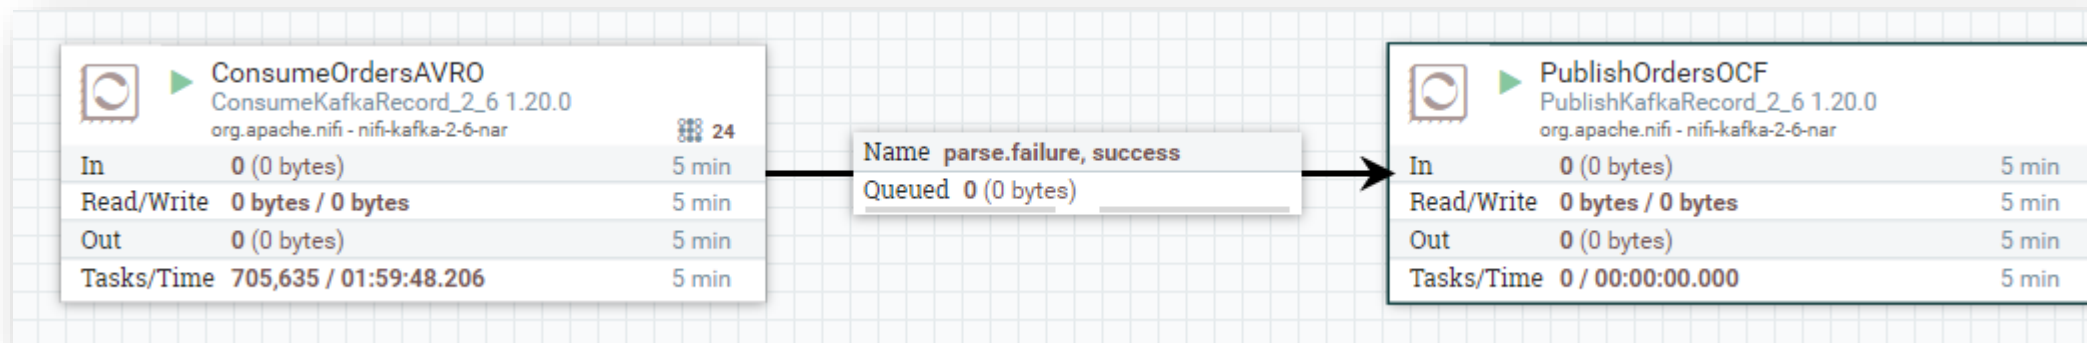 ConsumeOrdersAVRO
ConsumeKafkaRecord_2_6 1.20.0
org.apache.nifi - nifi-kafka-2-6-nar
24
In 0 (0 bytes) 5 min
Read/Write 0 bytes / 0 bytes 5 min
Out 0 (0 bytes) 5 min
Tasks/Time 705,635 / 01:59:48.206 5 min
Name parse.failure, success
Queued 0 (0 bytes)
PublishOrdersOCF
PublishKafkaRecord_2_6 1.20.0
org.apache.nifi - nifi-kafka-2-6-nar
In 0 (0 bytes) 5 min
Read/Write 0 bytes / 0 bytes 5 min
Out 0 (0 bytes) 5 min
Tasks/Time 0 / 00:00:00.000 5 min